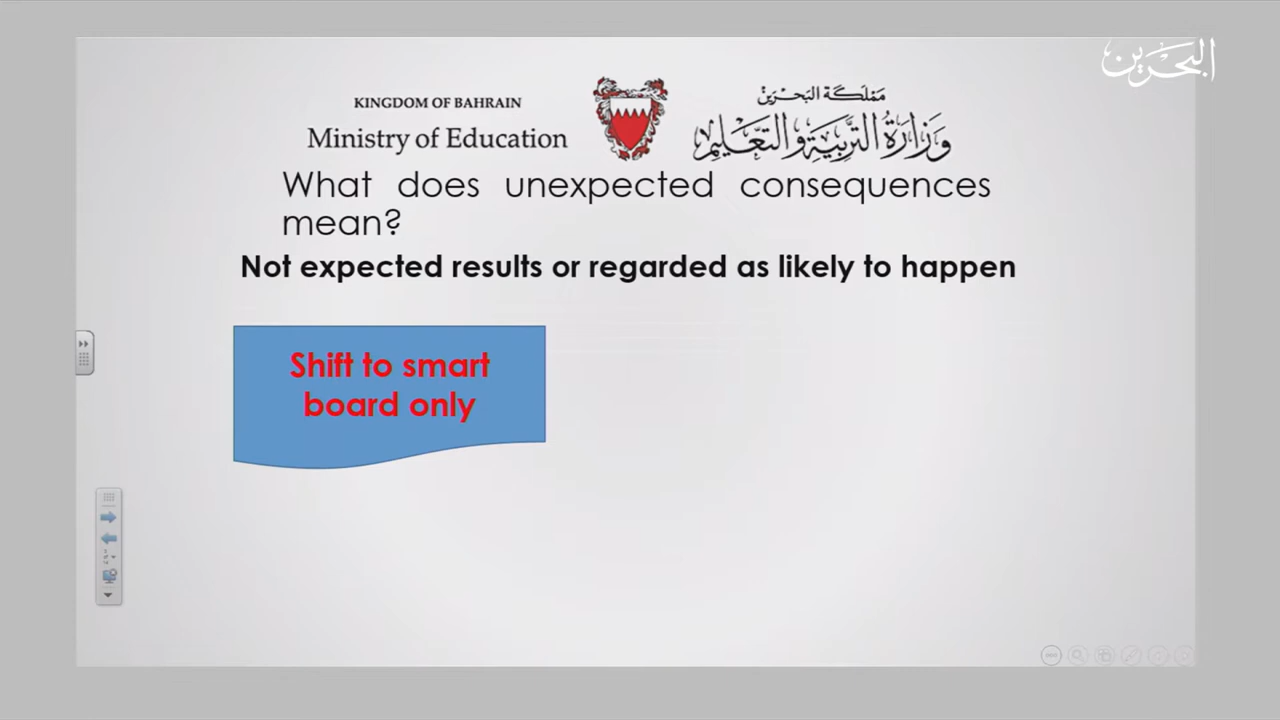 البحرين
KINGDOM OF BAHRAIN
Ministry of Education
مملكة البحرين
وزارة التربية والتعليم
What does unexpected consequences
mean?
Not expected results or regarded as likely to happen
Shift to smart
board only